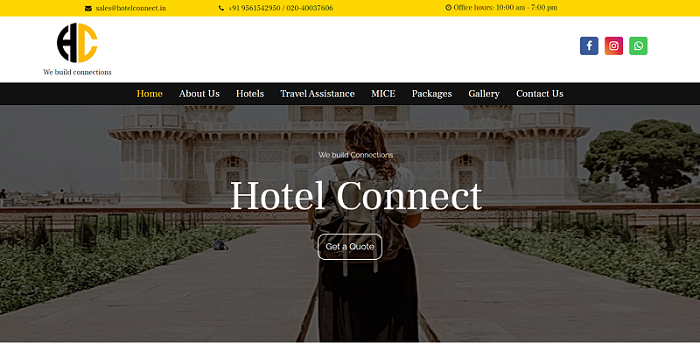 sales@hotelconnect.in
+91 9561542950 / 020-40037606
Office hours: 10:00 am - 7:00 pm
HC
We build connections
Home About Us Hotels Travel Assistance MICE Packages Gallery Contact Us
We build Connections
Hotel Connect
Get a Quote